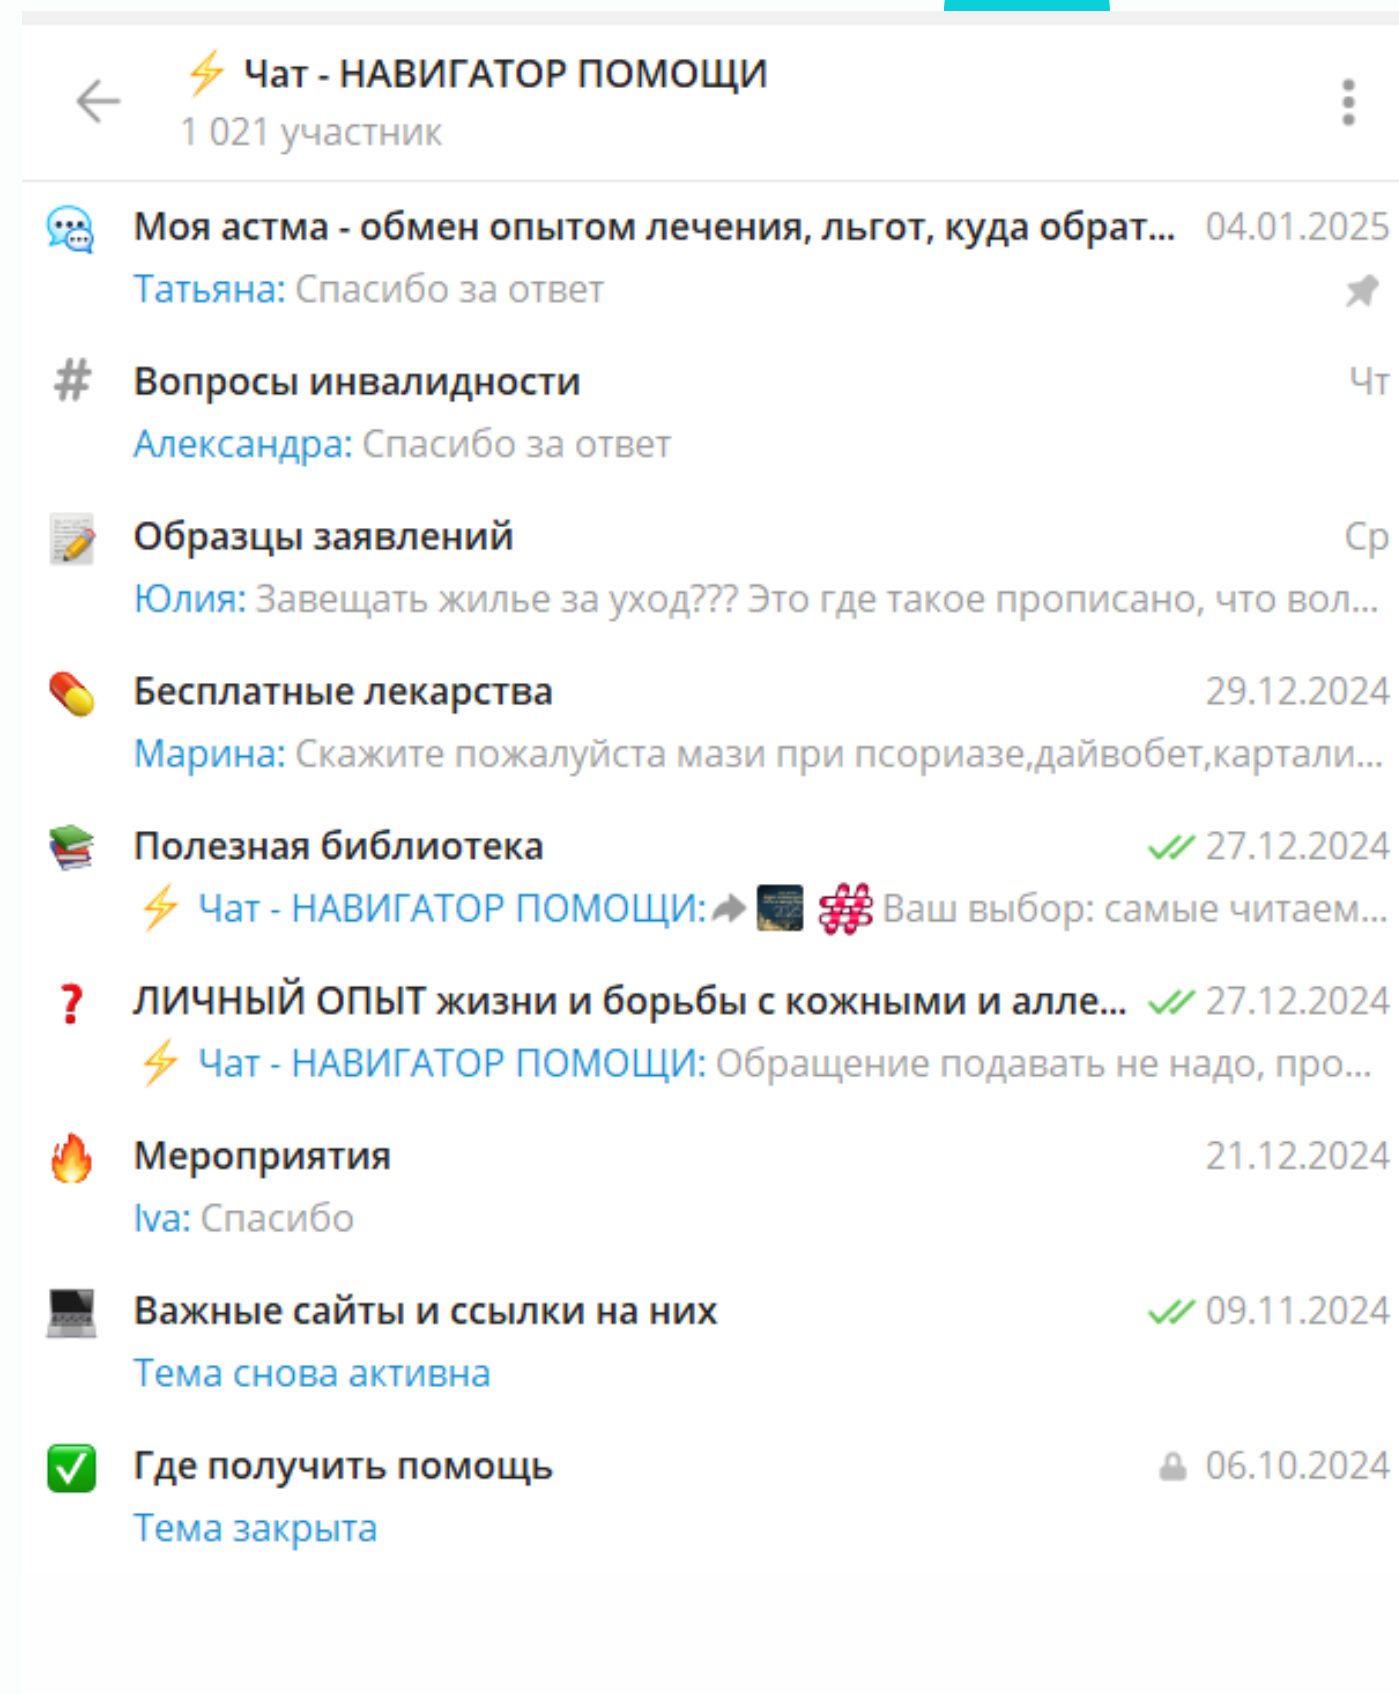 ⚡ Чат - НАВИГАТОР ПОМОЩИ
1 021 участник
Моя астма - обмен опытом лечения, льгот, куда обрат... 04.01.2025
Татьяна: Спасибо за ответ
# Вопросы инвалидности Чт
Александра: Спасибо за ответ
Образцы заявлений Ср
Юлия: Завещать жилье за уход??? Это где такое прописано, что вол...
Бесплатные лекарства 29.12.2024
Марина: Скажите пожалуйста мази при псориазе,дайвобет,картали...
Полезная библиотека 27.12.2024
⚡ Чат - НАВИГАТОР ПОМОЩИ: # Ваш выбор: самые читаем...
❓ ЛИЧНЫЙ ОПЫТ жизни и борьбы с кожными и алле... 27.12.2024
⚡ Чат - НАВИГАТОР ПОМОЩИ: Обращение подавать не надо, про...
Мероприятия 21.12.2024
Iva: Спасибо
Важные сайты и ссылки на них 09.11.2024
Тема снова активна
Где получить помощь 06.10.2024
Тема закрыта